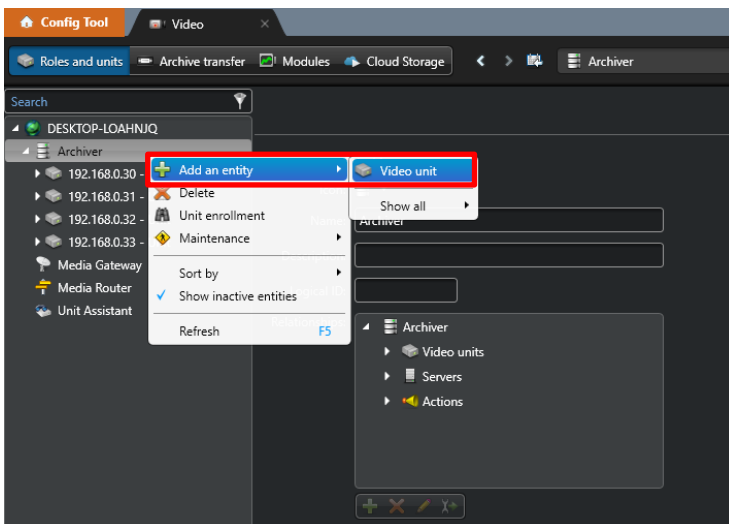 Config Tool
Video
Roles and units
Archive transfer
Modules
Cloud Storage
Archiver
Search
DESKTOP-LOAHNJQ
Archiver
192.168.0.30 -
192.168.0.31 -
192.168.0.32 -
192.168.0.33 -
Media Gateway
Media Router
Unit Assistant
Add an entity
Delete
Unit enrollment
Maintenance
Sort by
Show inactive entities
Refresh F5
Video unit
Show all
Name
Archiver
Archiver
Video units
Servers
Actions